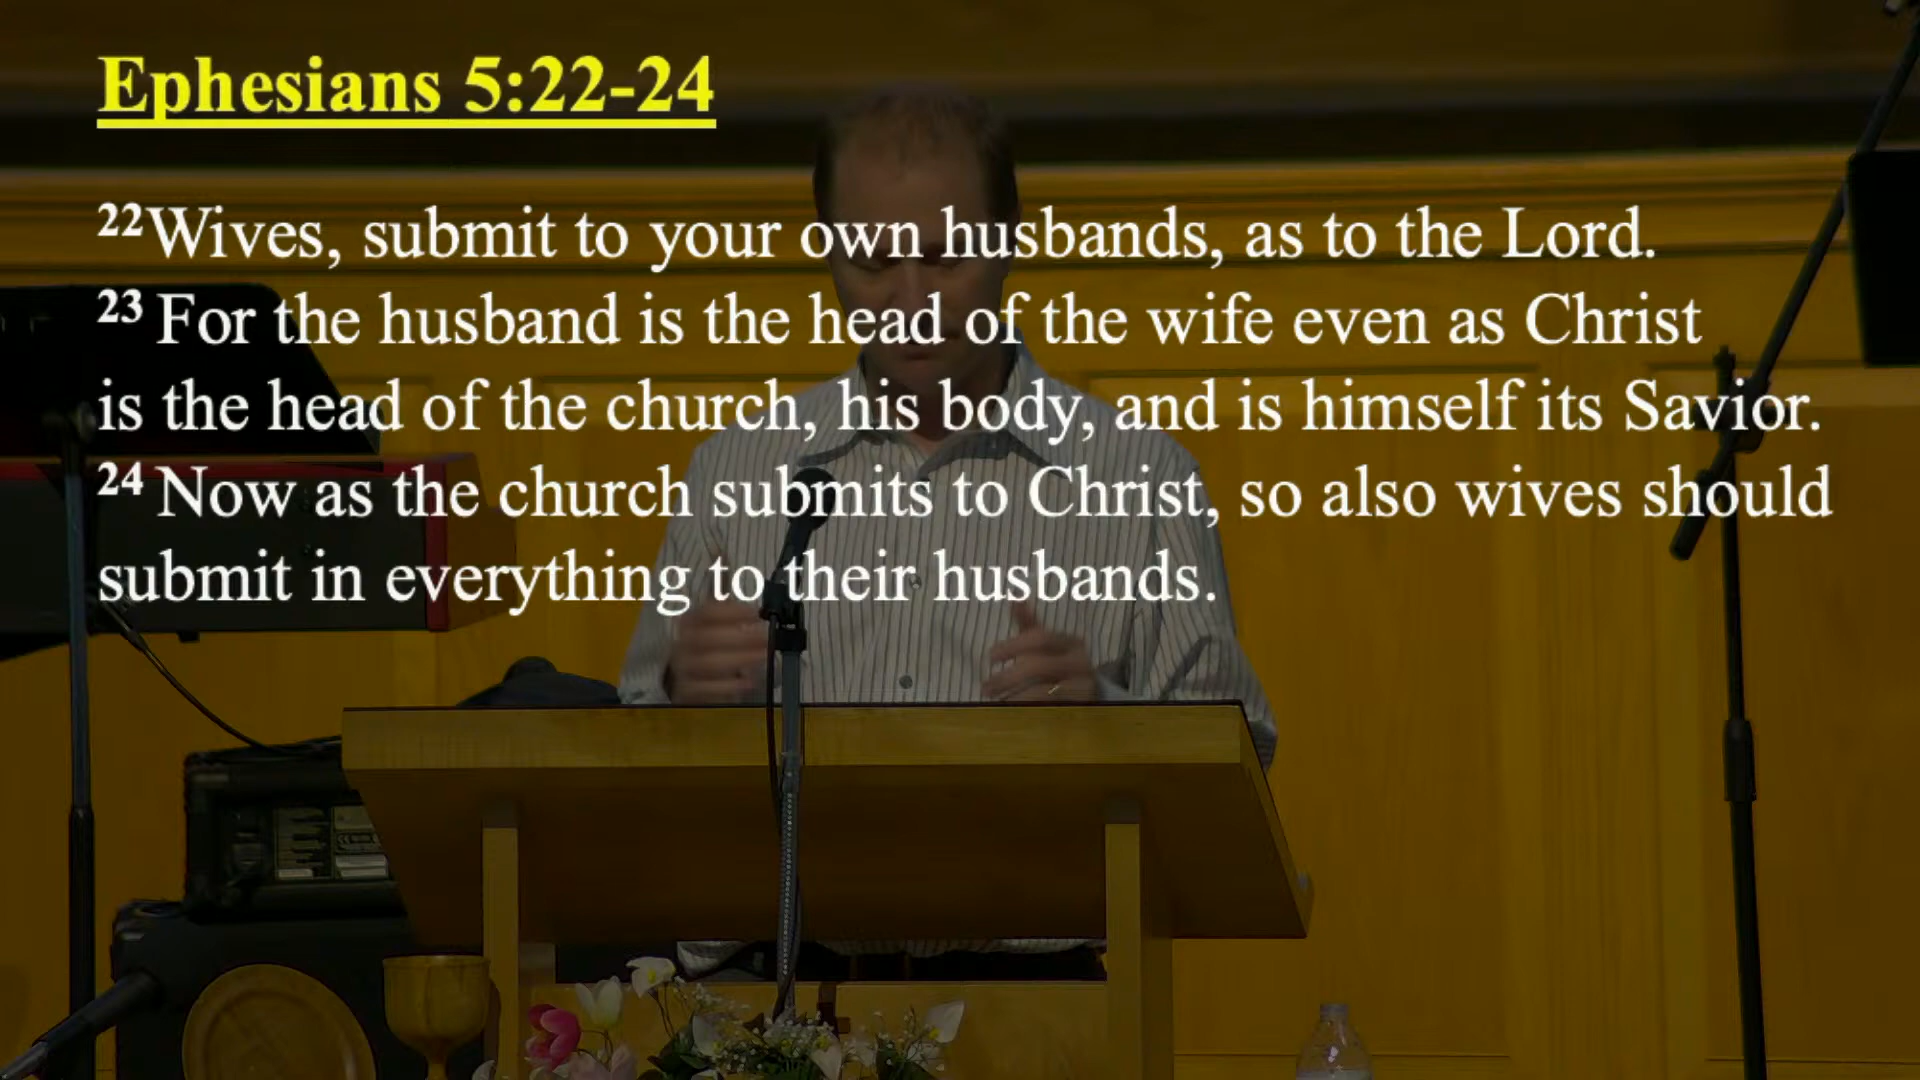 Ephesians 5:22-24
22Wives, submit to your own husbands, as to the Lord.
23 For the husband is the head of the wife even as Christ
is the head of the church, his body, and is himself its Savior.
24 Now as the church submits to Christ, so also wives should
submit in everything to their husbands.